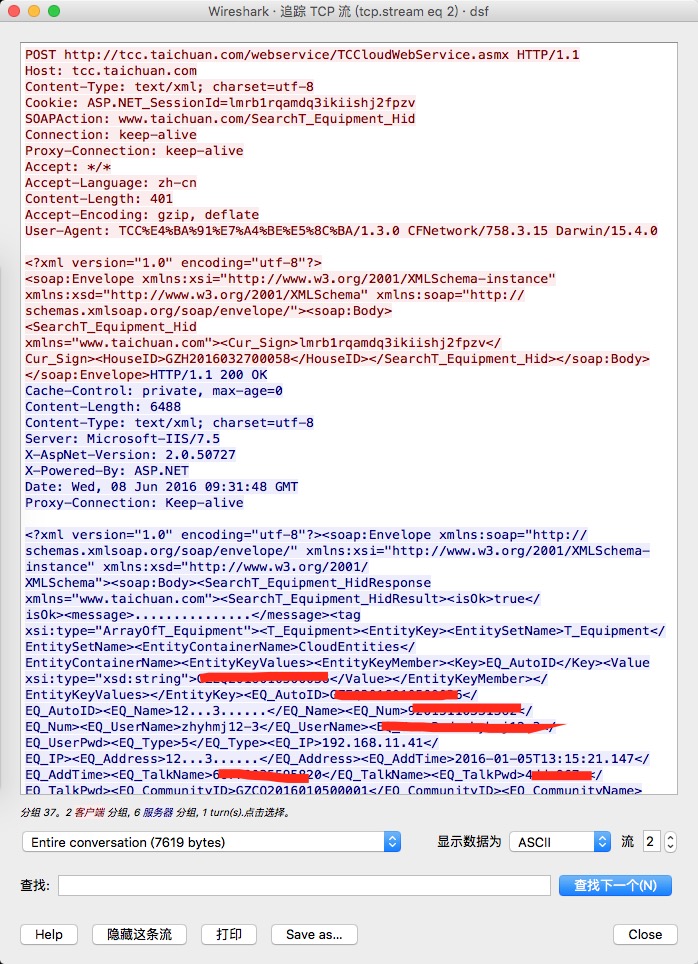 Wireshark · 追踪 TCP 流 (tcp.stream eq 2) · dsf
POST http://tcc.taichuan.com/webservice/TCCloudWebService.asmx HTTP/1.1
Host: tcc.taichuan.com
Content-Type: text/xml; charset=utf-8
Cookie: ASP.NET_SessionId=lmrb1rqamdq3ikiishj2fpzv
SOAPAction: www.taichuan.com/SearchT_Equipment_Hid
Connection: keep-alive
Proxy-Connection: keep-alive
Accept: */*
Accept-Language: zh-cn
Content-Length: 401
Accept-Encoding: gzip, deflate
User-Agent: TCC%E4%BA%91%E7%A4%BE%E5%8C%BA/1.3.0 CFNetwork/758.3.15 Darwin/15.4.0
<?xml version="1.0" encoding="utf-8"?>
<soap:Envelope xmlns:xsi="http://www.w3.org/2001/XMLSchema-instance"
xmlns:xsd="http://www.w3.org/2001/XMLSchema" xmlns:soap="http://
schemas.xmlsoap.org/soap/envelope/"><soap:Body>
<SearchT_Equipment_Hid
xmlns="www.taichuan.com"><Cur_Sign>lmrb1rqamdq3ikiishj2fpzv</
Cur_Sign><HouseID>GZH2016032700058</HouseID></SearchT_Equipment_Hid></soap:Body>
</soap:Envelope>HTTP/1.1 200 OK
Cache-Control: private, max-age=0
Content-Length: 6488
Content-Type: text/xml; charset=utf-8
Server: Microsoft-IIS/7.5
X-AspNet-Version: 2.0.50727
X-Powered-By: ASP.NET
Date: Wed, 08 Jun 2016 09:31:48 GMT
Proxy-Connection: Keep-alive
<?xml version="1.0" encoding="utf-8"?><soap:Envelope xmlns:soap="http://
schemas.xmlsoap.org/soap/envelope/" xmlns:xsi="http://www.w3.org/2001/XMLSchema-
instance" xmlns:xsd="http://www.w3.org/2001/
XMLSchema"><soap:Body><SearchT_Equipment_HidResponse
xmlns="www.taichuan.com"><SearchT_Equipment_HidResult><isOk>true</
isOk><message>...............</message><tag
xsi:type="ArrayOfT_Equipment"><T_Equipment><EntityKey><EntitySetName>T_Equipment</
EntitySetName><EntityContainerName>CloudEntities</
EntityContainerName><EntityKeyValues><EntityKeyMember><Key>EQ_AutoID</Key><Value
xsi:type="xsd:string"></Value></EntityKeyMember></
EntityKeyValues></EntityKey><EQ_AutoID></
EQ_AutoID><EQ_Name>12...3......</EQ_Name><EQ_Num></
EQ_Num><EQ_UserName>zhyhmj12-3</EQ_UserName>
EQ_UserPwd><EQ_Type>5</EQ_Type><EQ_IP>192.168.11.41</
EQ_IP><EQ_Address>12...3......</EQ_Address><EQ_AddTime>2016-01-05T13:15:21.147</
EQ_AddTime><EQ_TalkName></EQ_TalkName><EQ_TalkPwd></
EQ_TalkPwd><EQ_CommunityID>GZCO2016010500001</EQ_CommunityID><EQ_CommunityName>
分组 37。2 客户端 分组, 6 服务器 分组, 1 turn(s).点击选择。
Entire conversation (7619 bytes)
显示数据为
ASCII
流
2
查找:
查找下一个(N)
Help
隐藏这条流
打印
Save as...
Close